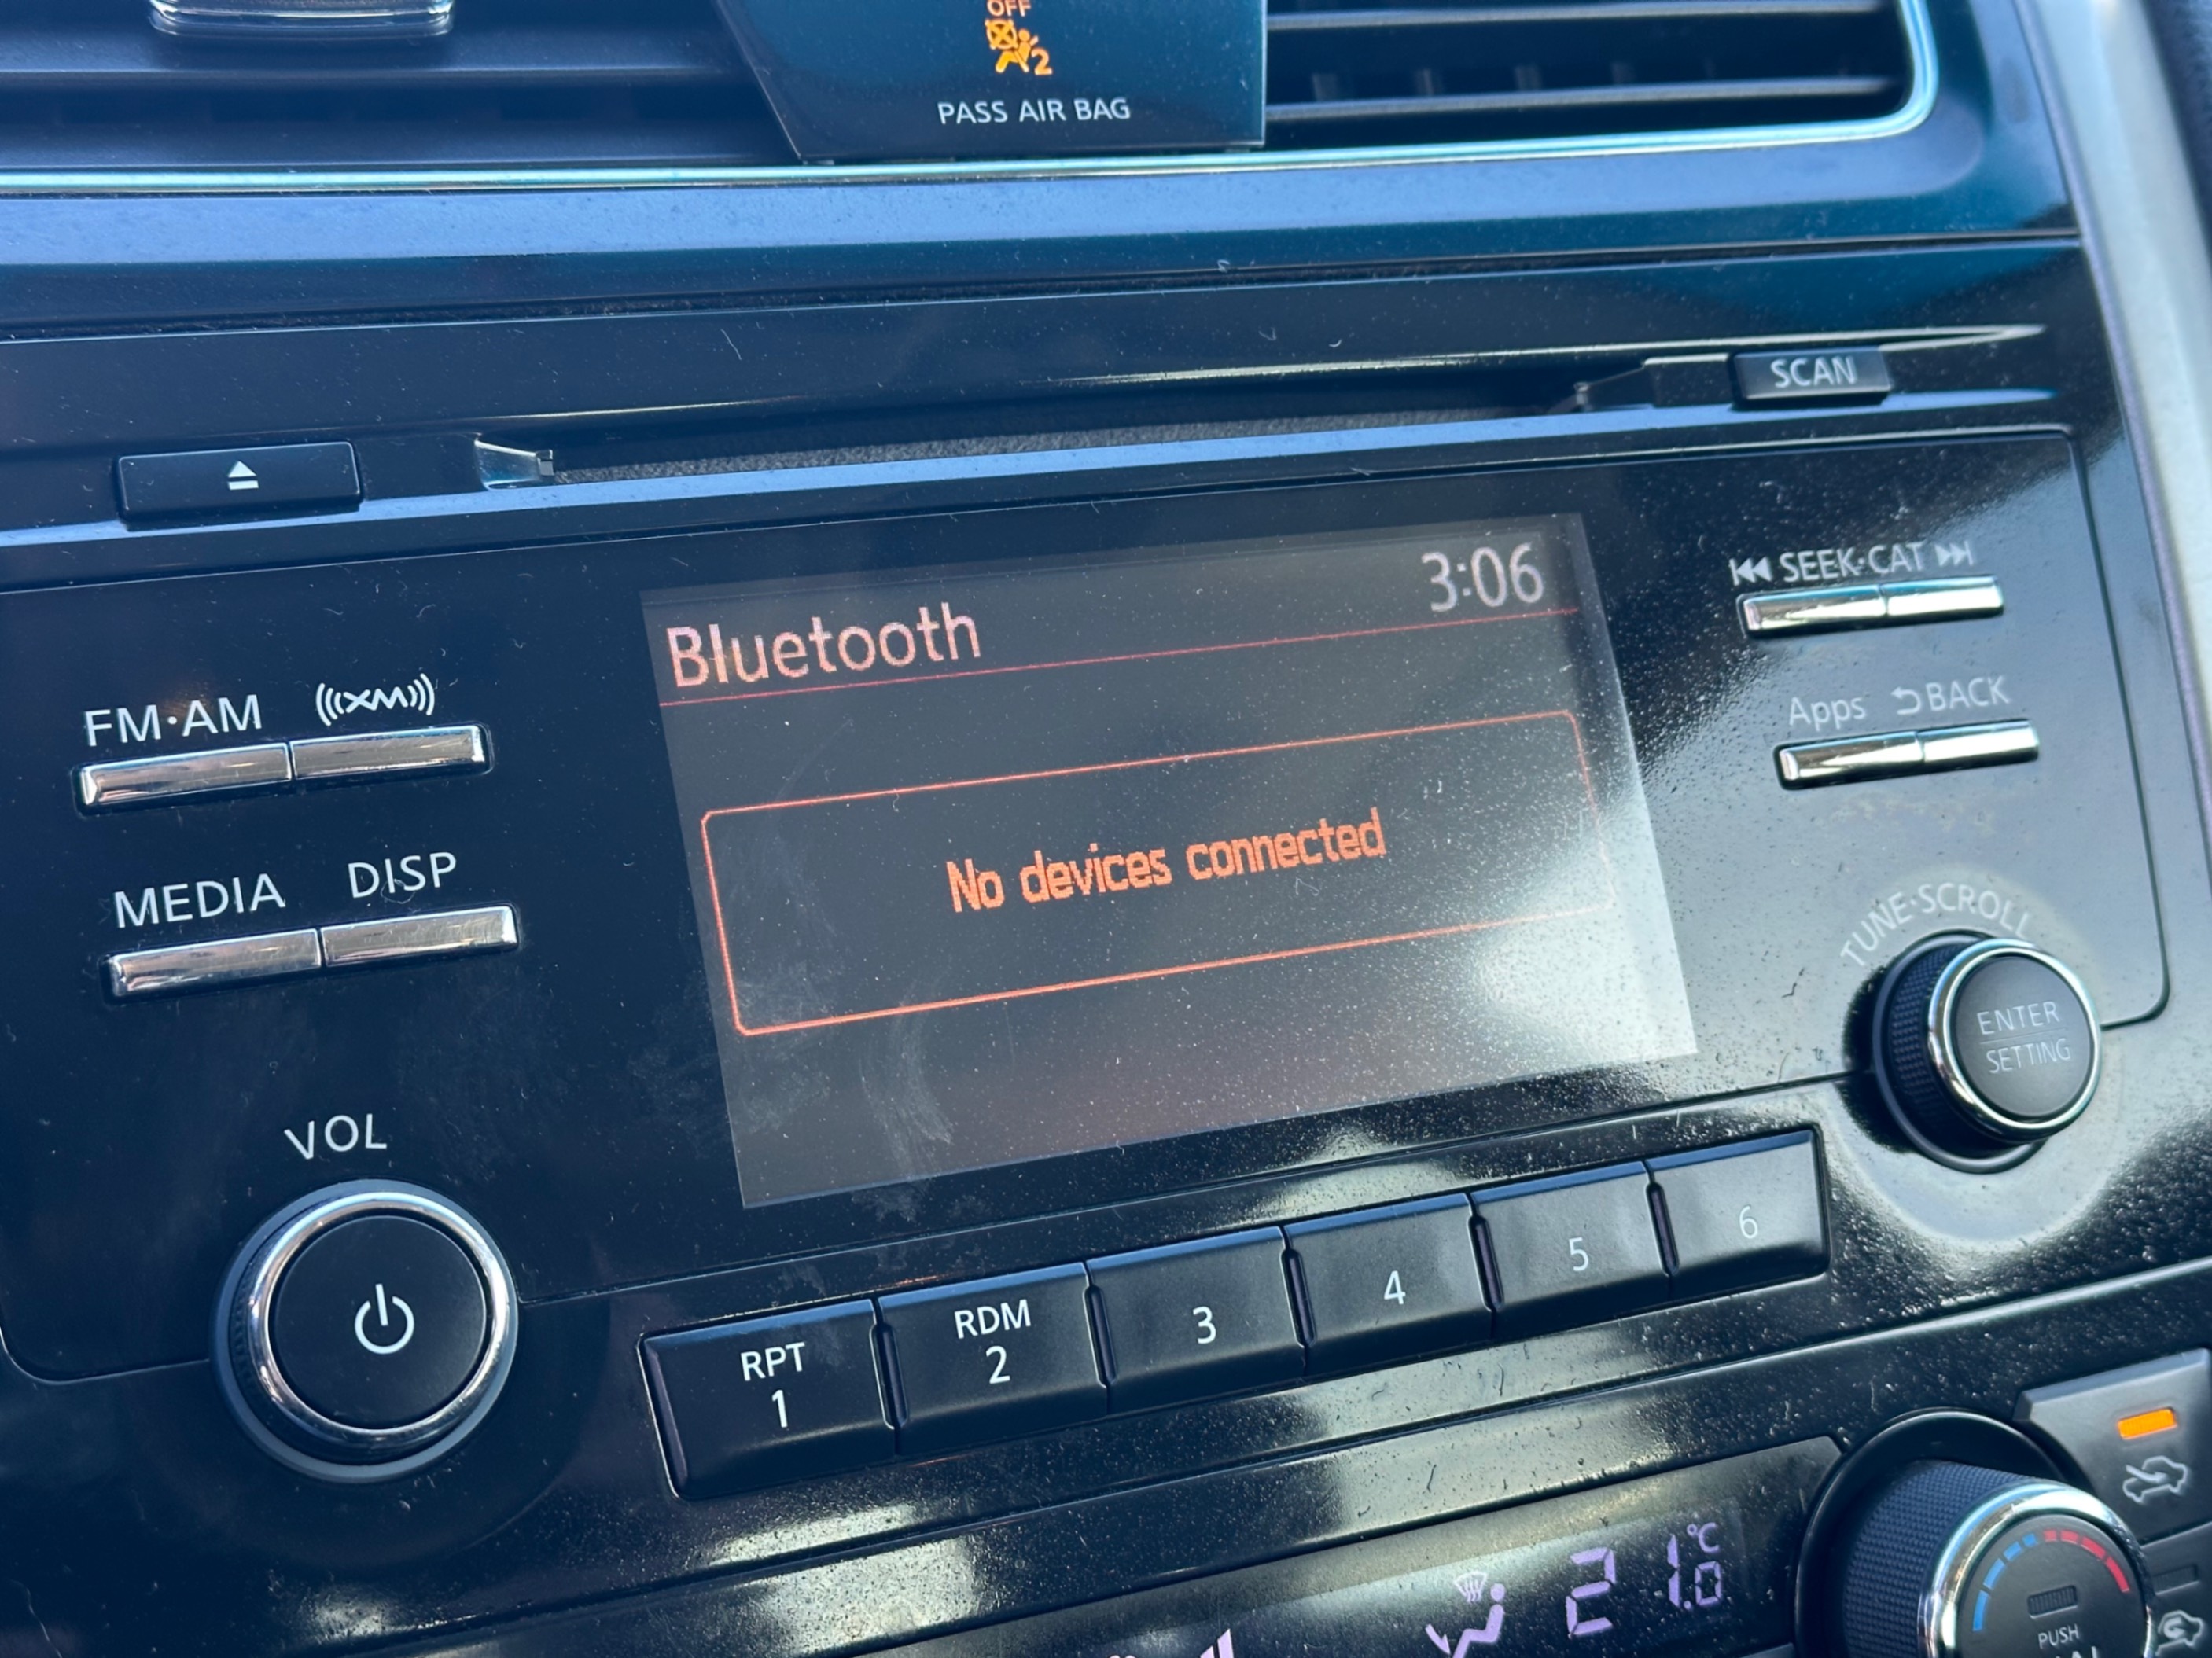 OFF
2
PASS AIR BAG
SCAN
3:06
Bluetooth
SEEK·CAT
FM·AM
XM
Apps BACK
MEDIA
DISP
No devices connected
TUNE·SCROLL
ENTER
SETTING
VOL
RPT
1
RDM
2
3
4
5
6
21.0
°C
PUSH